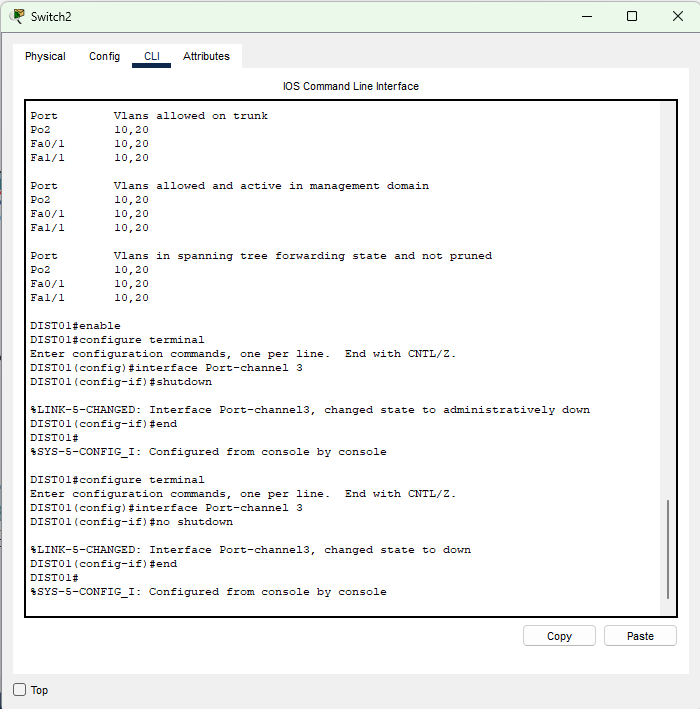 Switch2
Physical Config CLI Attributes
IOS Command Line Interface
Port Vlans allowed on trunk
Po2 10,20
Fa0/1 10,20
Fa1/1 10,20
Port Vlans allowed and active in management domain
Po2 10,20
Fa0/1 10,20
Fa1/1 10,20
Port Vlans in spanning tree forwarding state and not pruned
Po2 10,20
Fa0/1 10,20
Fa1/1 10,20
DIST01#enable
DIST01#configure terminal
Enter configuration commands, one per line. End with CNTL/Z.
DIST01(config)#interface Port-channel 3
DIST01(config-if)#shutdown
%LINK-5-CHANGED: Interface Port-channel3, changed state to administratively down
DIST01(config-if)#end
DIST01#
%SYS-5-CONFIG_I: Configured from console by console
DIST01#configure terminal
Enter configuration commands, one per line. End with CNTL/Z.
DIST01(config)#interface Port-channel 3
DIST01(config-if)#no shutdown
%LINK-5-CHANGED: Interface Port-channel3, changed state to down
DIST01(config-if)#end
DIST01#
%SYS-5-CONFIG_I: Configured from console by console
Copy Paste
Top